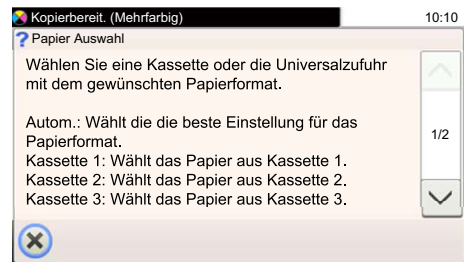 Kopierbereit. (Mehrfarbig) 10:10
? Papier Auswahl
Wählen Sie eine Kassette oder die Universalzufuhr
mit dem gewünschten Papierformat.
Autom.: Wählt die die beste Einstellung für das
Papierformat.
1/2
Kassette 1: Wählt das Papier aus Kassette 1.
Kassette 2: Wählt das Papier aus Kassette 2.
Kassette 3: Wählt das Papier aus Kassette 3.